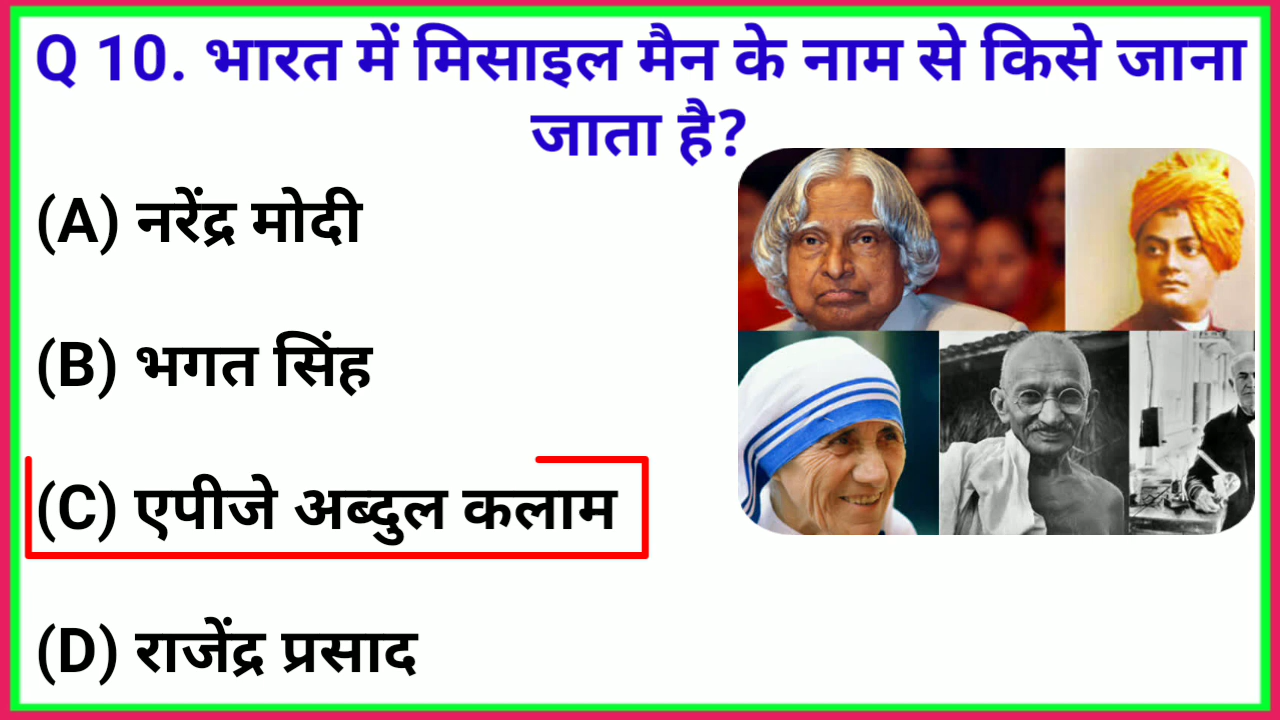 Q 10. भारत में मिसाइल मैन के नाम से किसे जाना
जाता है?
(A) नरेंद्र मोदी
(B) भगत सिंह
(C) एपीजे अब्दुल कलाम
(D) राजेंद्र प्रसाद